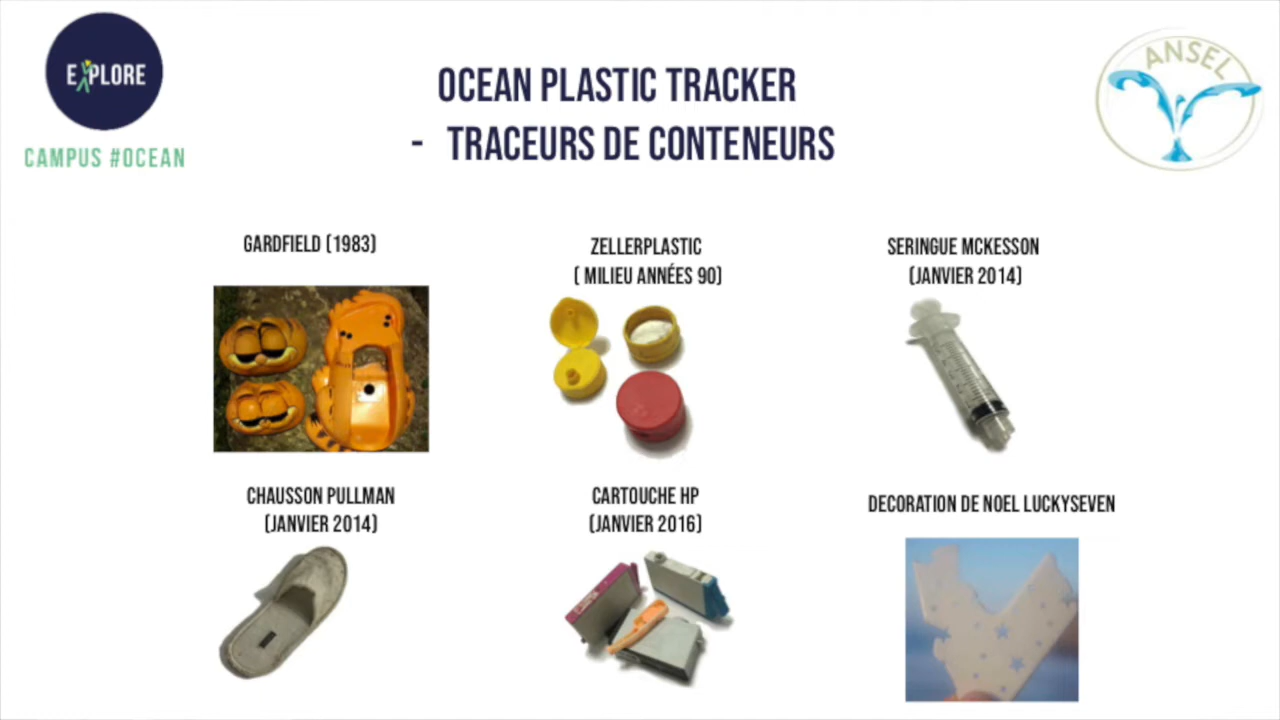 EXPLORE
CAMPUS #OCEAN
ANSEL
OCEAN PLASTIC TRACKER
- TRACEURS DE CONTENEURS
GARDFIELD (1983)
ZELLERPLASTIC
( MILIEU ANNÉES 90)
SERINGUE MCKESSON
(JANVIER 2014)
CHAUSSON PULLMAN
(JANVIER 2014)
CARTOUCHE HP
(JANVIER 2016)
DECORATION DE NOEL LUCKYSEVEN